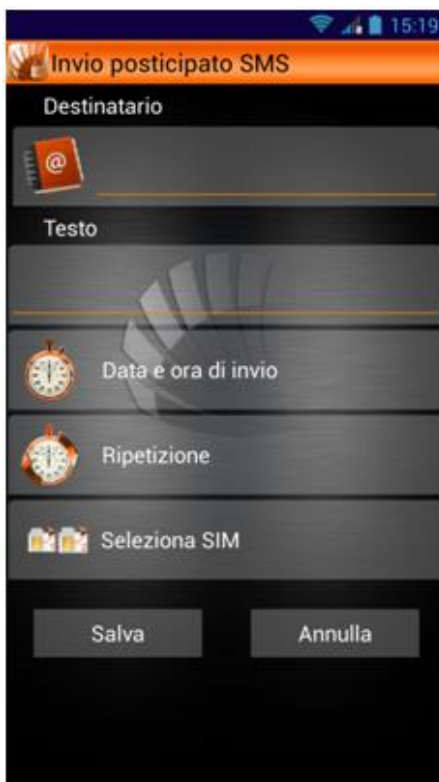 15:19
Invio posticipato SMS
Destinatario
@
Testo
Data e ora di invio
Ripetizione
Seleziona SIM
Salva Annulla